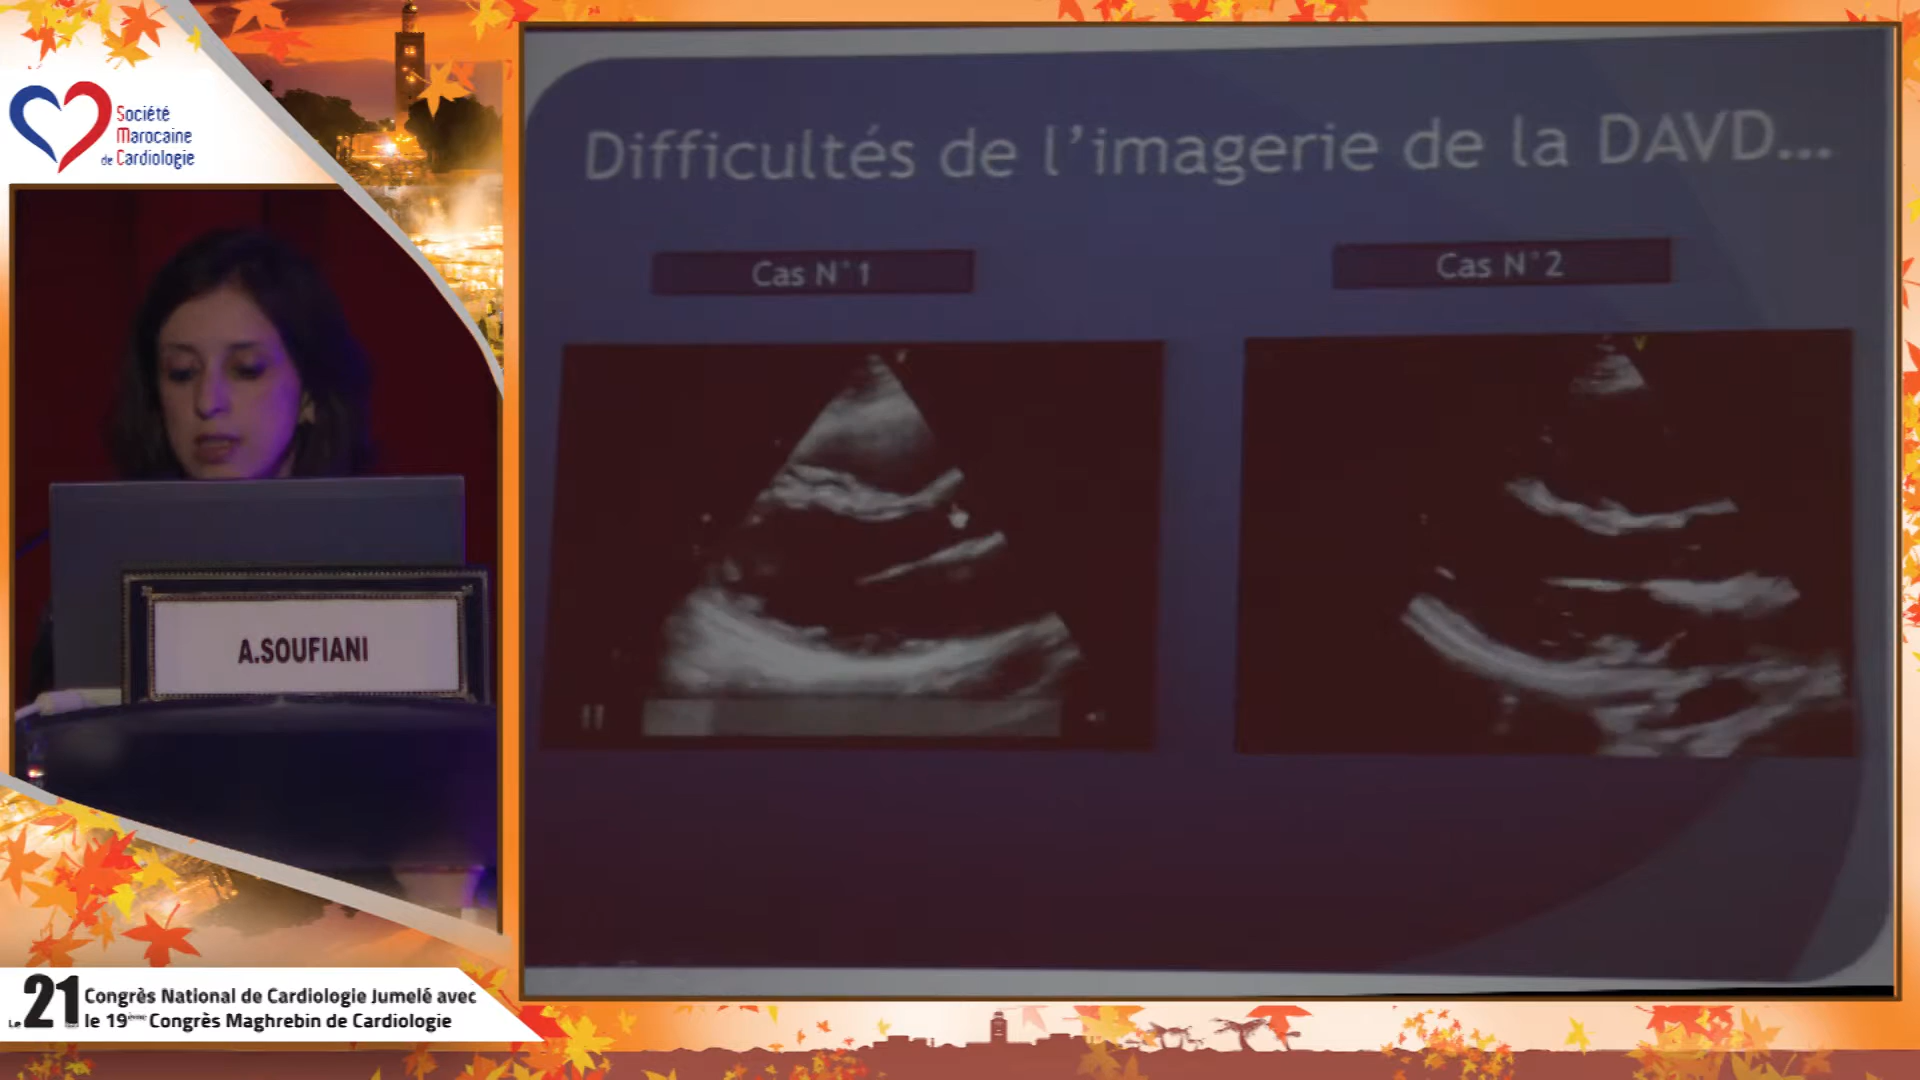 Société
Marocaine
de Cardiologie
Difficultés de l'imagerie de la DAVD...
Cas N°1
Cas N°2
A.SOUFIANI
Le 21 Congrès National de Cardiologie Jumelé avec
le 19ème Congrès Maghrebin de Cardiologie